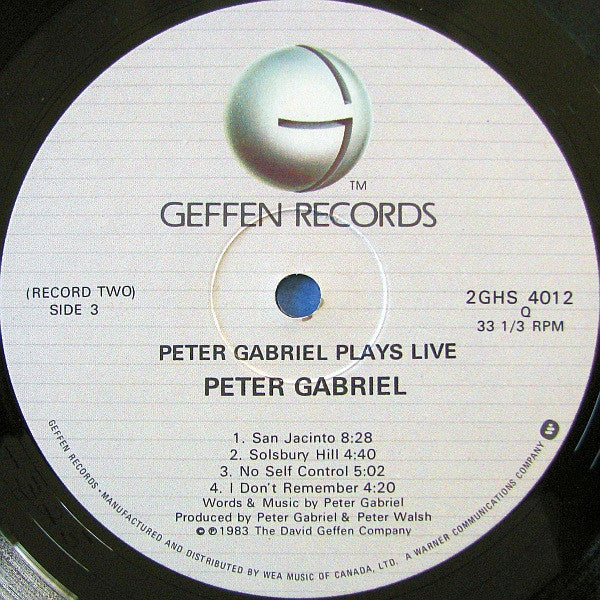 TM
GEFFEN RECORDS
(RECORD TWO)
SIDE 3
2GHS 4012
Q
33 1/3 RPM
PETER GABRIEL PLAYS LIVE
PETER GABRIEL
1. San Jacinto 8:28
2. Solsbury Hill 4:40
3. No Self Control 5:02
4. I Don't Remember 4:20
Words & Music by Peter Gabriel
Produced by Peter Gabriel & Peter Walsh
© ℗ 1983 The David Geffen Company
GEFFEN RECORDS • MANUFACTURED AND DISTRIBUTED BY WEA MUSIC OF CANADA, LTD. A WARNER COMMUNICATIONS COMPANY